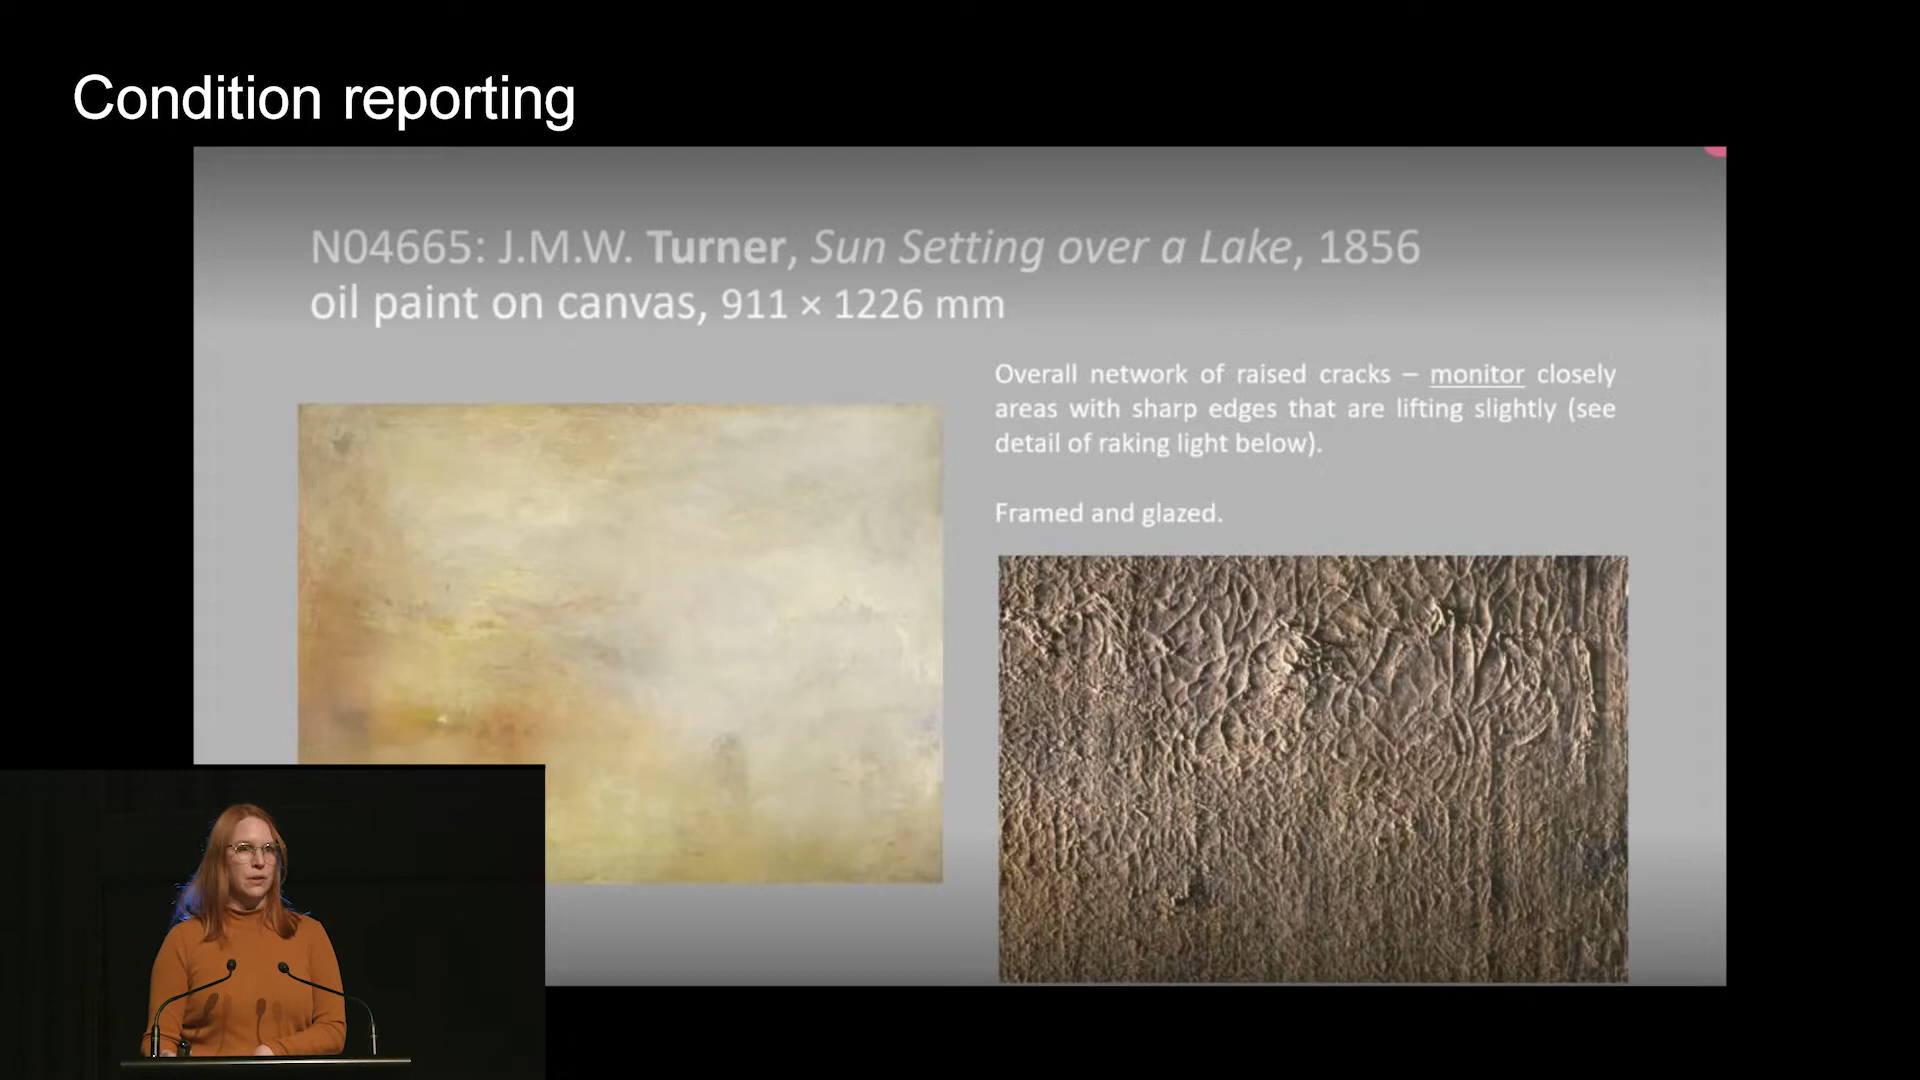 Condition reporting
N04665: J.M.W. Turner, Sun Setting over a Lake, 1856
oil paint on canvas, 911 × 1226 mm
Overall network of raised cracks – monitor closely
areas with sharp edges that are lifting slightly (see
detail of raking light below).
Framed and glazed.